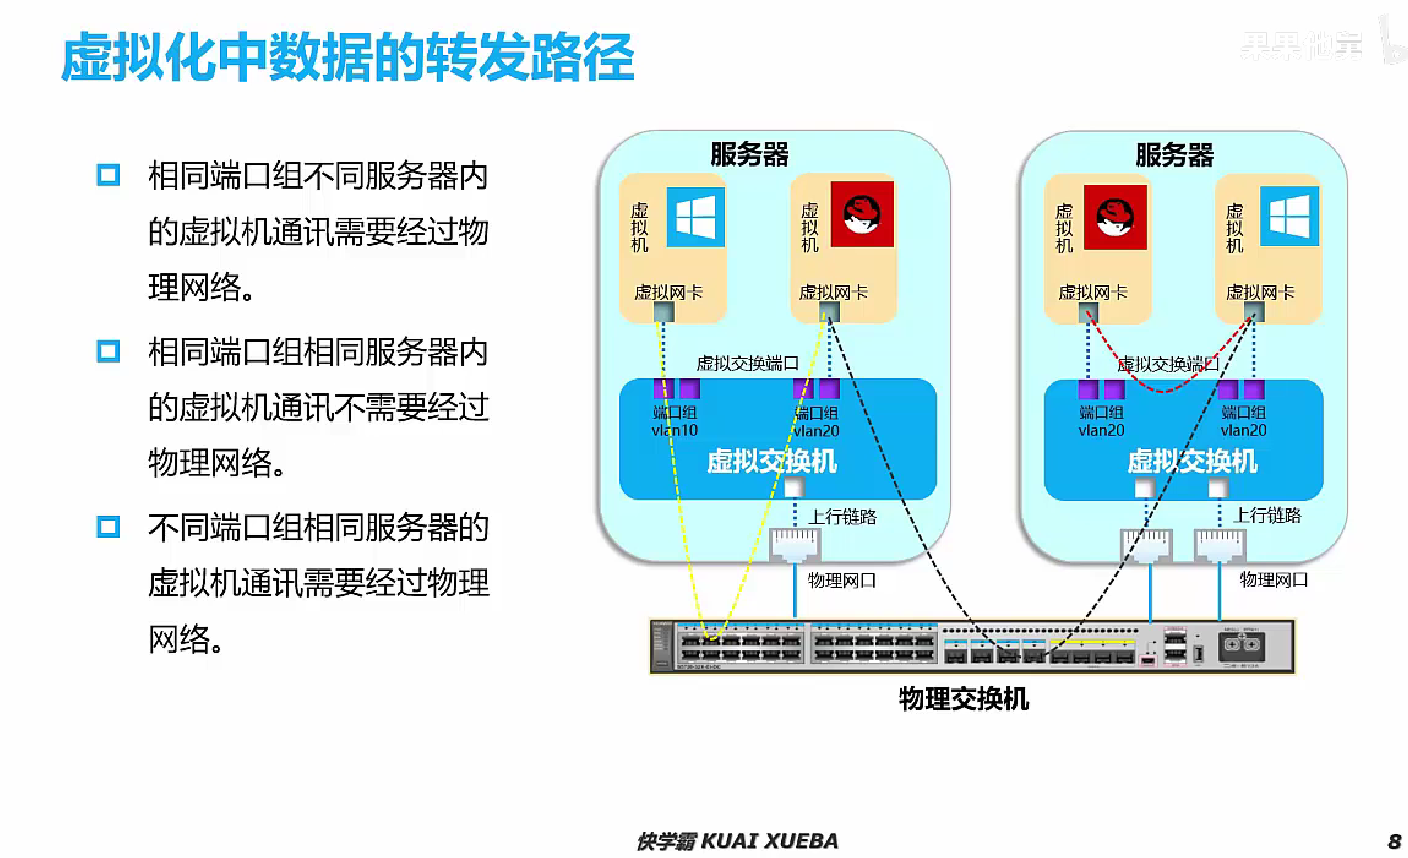 虚拟化中数据的转发路径
相同端口组不同服务器内
的虚拟机通讯需要经过物
理网络。
相同端口组相同服务器内
的虚拟机通讯不需要经过
物理网络。
不同端口组相同服务器的
虚拟机通讯需要经过物理
网络。
服务器
虚拟机
虚拟机
虚拟网卡
虚拟网卡
虚拟交换端口
端口组
vlan10
端口组
vlan20
虚拟交换机
上行链路
物理网口
服务器
虚拟机
虚拟机
虚拟网卡
虚拟网卡
虚拟交换端口
端口组
vlan20
端口组
vlan20
虚拟交换机
上行链路
物理网口
物理交换机
快学霸 KUAI XUEBA
8